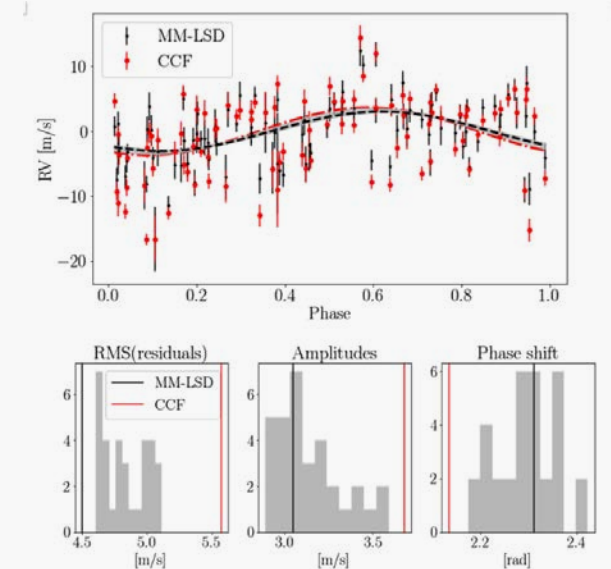 MM-LSD
CCF
10
0
−10
−20
RV [m/s]
0.0 0.2 0.4 0.6 0.8 1.0
Phase
RMS(residuals) Amplitudes Phase shift
MM-LSD
CCF
6 6 6
4 4 4
2 2 2
0 0 0
4.5 5.0 5.5 3.0 3.5 2.2 2.4
[m/s] [m/s] [rad]